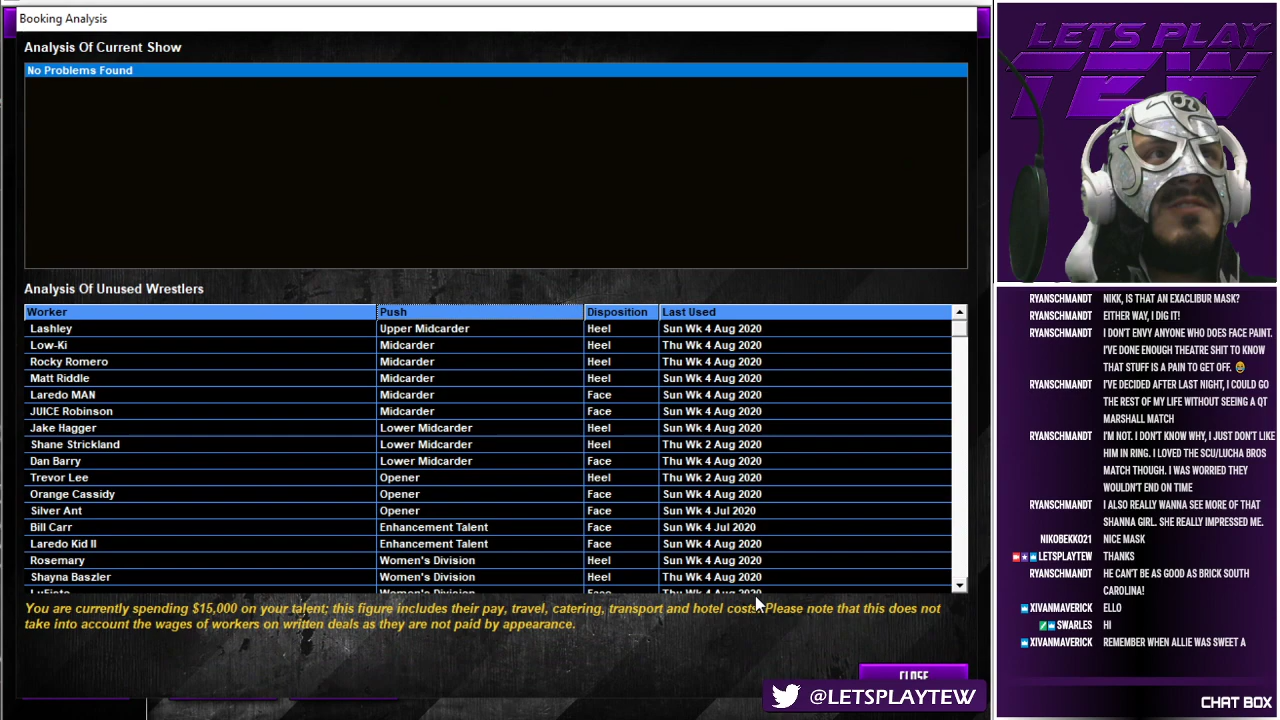 Booking Analysis
Analysis Of Current Show
No Problems Found
Analysis Of Unused Wrestlers
Worker Push Disposition Last Used
Lashley Upper Midcarder Heel Sun Wk 4 Aug 2020
Low-Ki Midcarder Heel Thu Wk 4 Aug 2020
Rocky Romero Midcarder Heel Sun Wk 4 Aug 2020
Matt Riddle Midcarder Heel Sun Wk 4 Aug 2020
Laredo MAN Midcarder Face Sun Wk 4 Aug 2020
JUICE Robinson Midcarder Face Sun Wk 4 Aug 2020
Jake Hagger Lower Midcarder Heel Sun Wk 4 Aug 2020
Shane Strickland Lower Midcarder Heel Thu Wk 2 Aug 2020
Dan Barry Lower Midcarder Face Thu Wk 4 Aug 2020
Trevor Lee Opener Heel Thu Wk 2 Aug 2020
Orange Cassidy Opener Face Sun Wk 4 Aug 2020
Silver Ant Opener Face Sun Wk 4 Jul 2020
Bill Carr Enhancement Talent Face Sun Wk 4 Jul 2020
Laredo Kid II Enhancement Talent Face Sun Wk 4 Aug 2020
Rosemary Women's Division Heel Sun Wk 4 Aug 2020
Shayna Baszler Women's Division Heel Thu Wk 4 Aug 2020
You are currently spending $15,000 on your talent; this figure includes their pay, travel, catering, transport and hotel costs. Please note that this does not
take into account the wages of workers on written deals as they are not paid by appearance.
CLOSE
@LETSPLAYTEW
LETS PLAY
TEW
RYANSCHMANDT NIKK, IS THAT AN EXACLIBUR MASK?
RYANSCHMANDT EITHER WAY, I DIG IT!
RYANSCHMANDT I DON'T ENVY ANYONE WHO DOES FACE PAINT.
I'VE DONE ENOUGH THEATRE SHIT TO KNOW
THAT STUFF IS A PAIN TO GET OFF. 😂
RYANSCHMANDT I'VE DECIDED AFTER LAST NIGHT, I COULD GO
THE REST OF MY LIFE WITHOUT SEEING A QT
MARSHALL MATCH
RYANSCHMANDT I'M NOT. I DON'T KNOW WHY, I JUST DON'T LIKE
HIM IN RING. I LOVED THE SCU/LUCHA BROS
MATCH THOUGH. I WAS WORRIED THEY
WOULDN'T END ON TIME
RYANSCHMANDT I ALSO REALLY WANNA SEE MORE OF THAT
SHANNA GIRL. SHE REALLY IMPRESSED ME.
NIKOBEKKO21 NICE MASK
LETSPLAYTEW THANKS
RYANSCHMANDT HE CAN'T BE AS GOOD AS BRICK SOUTH
CAROLINA!
XIVANMAVERICK ELLO
SWARLES HI
XIVANMAVERICK REMEMBER WHEN ALLIE WAS SWEET A
CHAT BOX